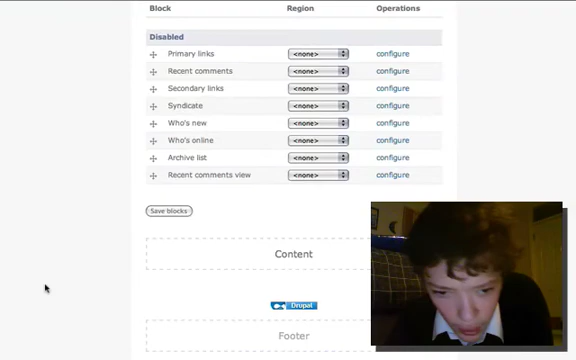 Block Region Operations
Disabled
Primary links <none> configure
Recent comments <none> configure
Secondary links <none> configure
Syndicate <none> configure
Who's new <none> configure
Who's online <none> configure
Archive list <none> configure
Recent comments view <none> configure
Save blocks
Content
Drupal
Footer